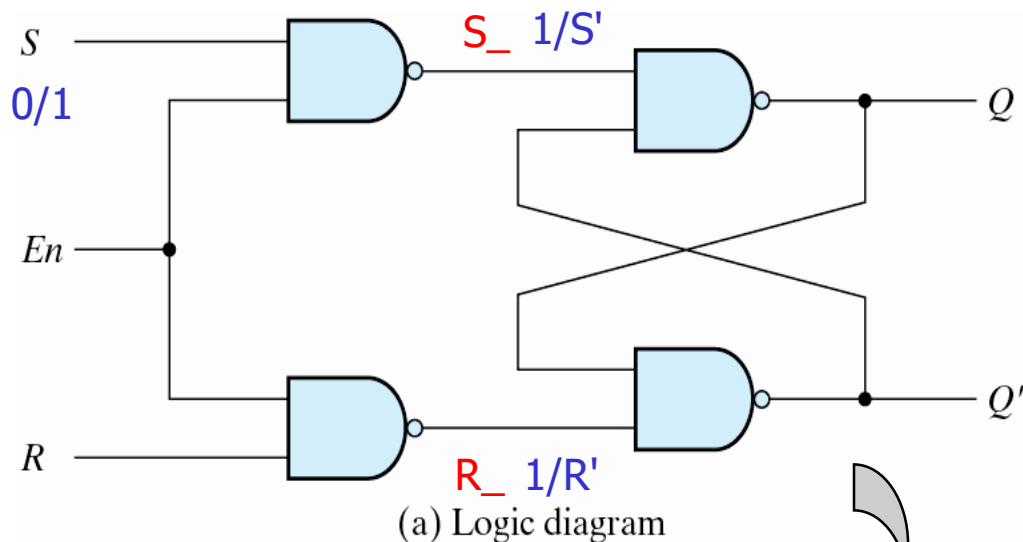 S
S_ 1/S'
0/1
Q
En
Q'
R
R_ 1/R'
(a) Logic diagram